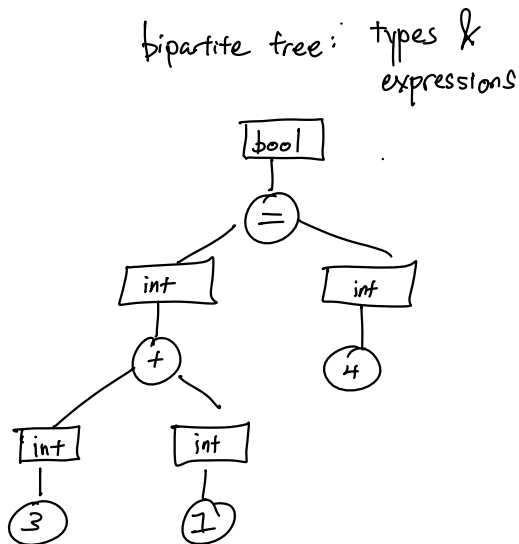 bipartite tree: types &
expressions
bool
=
int
int
+
4
int
int
3
1